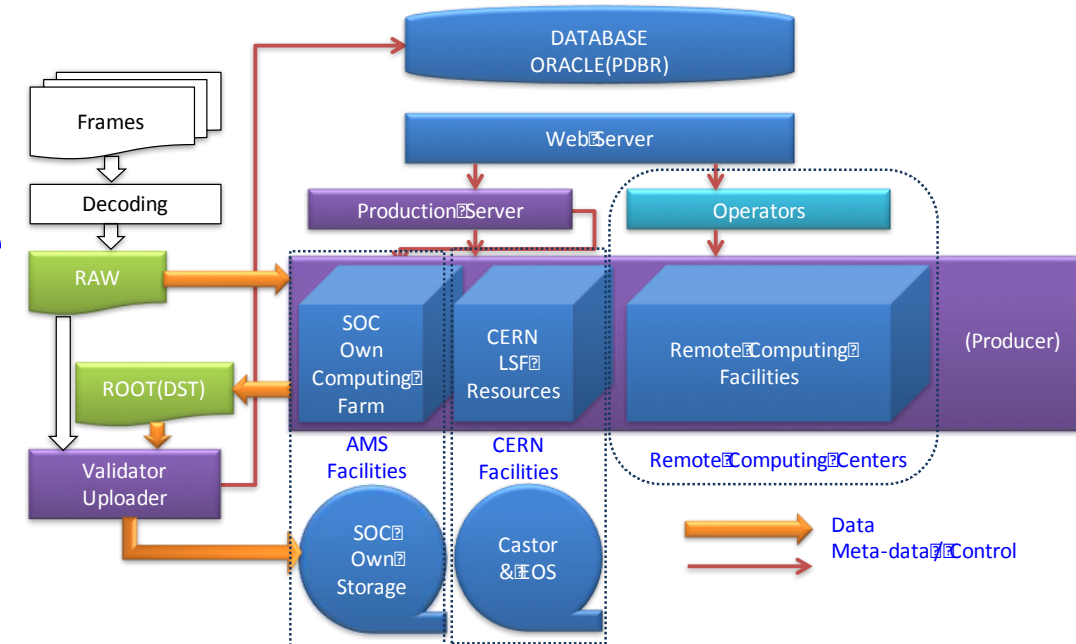 DATABASE
ORACLE(PDBR)
Frames
Web Server
Decoding
Production Server
Operators
RAW
SOC
Own
Computing
Farm
CERN
LSF
Resources
Remote Computing
Facilities
(Producer)
ROOT(DST)
AMS
Facilities
CERN
Facilities
Remote Computing Centers
Validator
Uploader
SOC
Own
Storage
Castor
& EOS
Data
Meta-data / Control